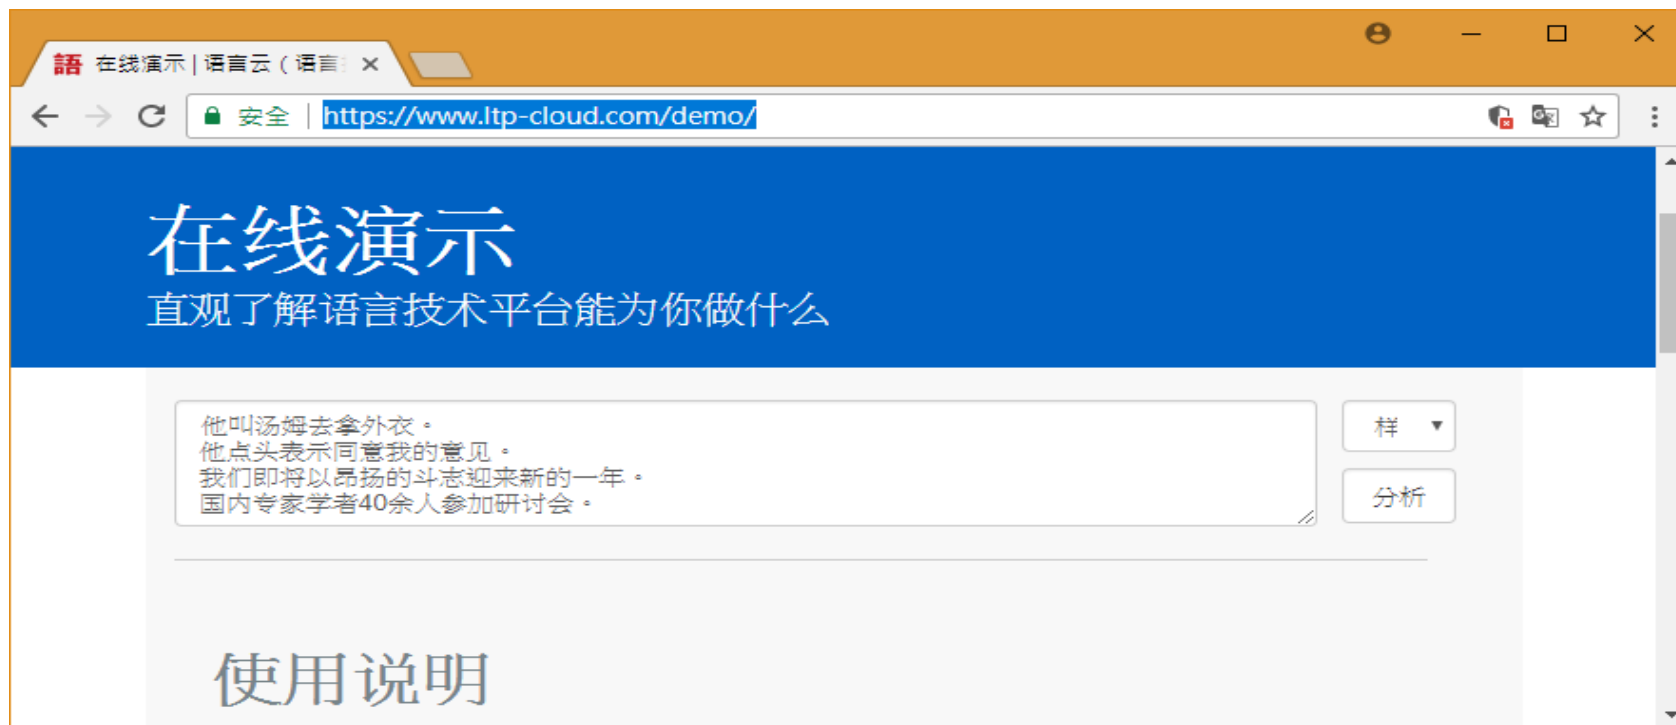 語 在线演示 | 语言云 ( 语言
安全 | https://www.ltp-cloud.com/demo/
在线演示
直观了解语言技术平台能为你做什么
他叫汤姆去拿外衣。
他点头表示同意我的意见。
我们即将以昂扬的斗志迎来新的一年。
国内专家学者40余人参加研讨会。
样
分析
使用说明